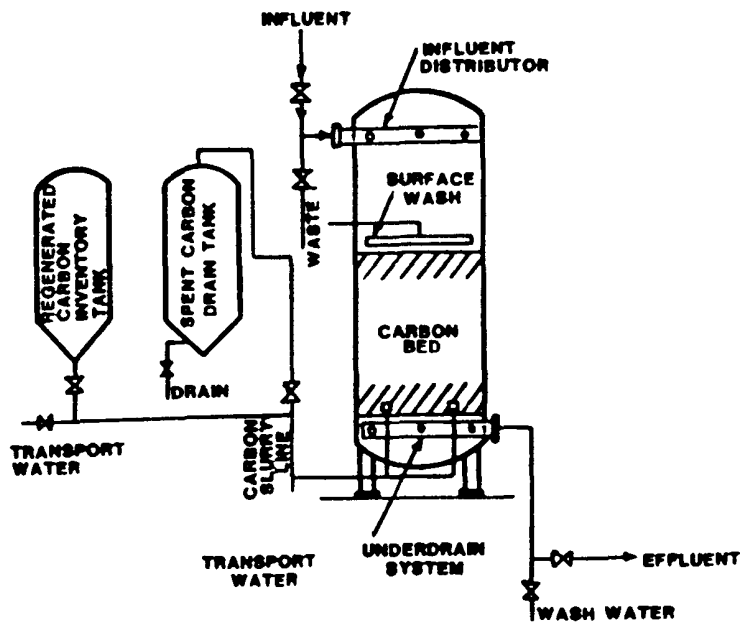 INFLUENT
INFLUENT
DISTRIBUTOR
SURFACE
WASH
WASTE
REGENERATED
CARBON
INVENTORY
TANK
SPENT CARBON
DRAIN TANK
CARBON
BED
DRAIN
TRANSPORT
WATER
CARBON
SLURRY
LINE
TRANSPORT
WATER
UNDERDRAIN
SYSTEM
EFFLUENT
WASH WATER